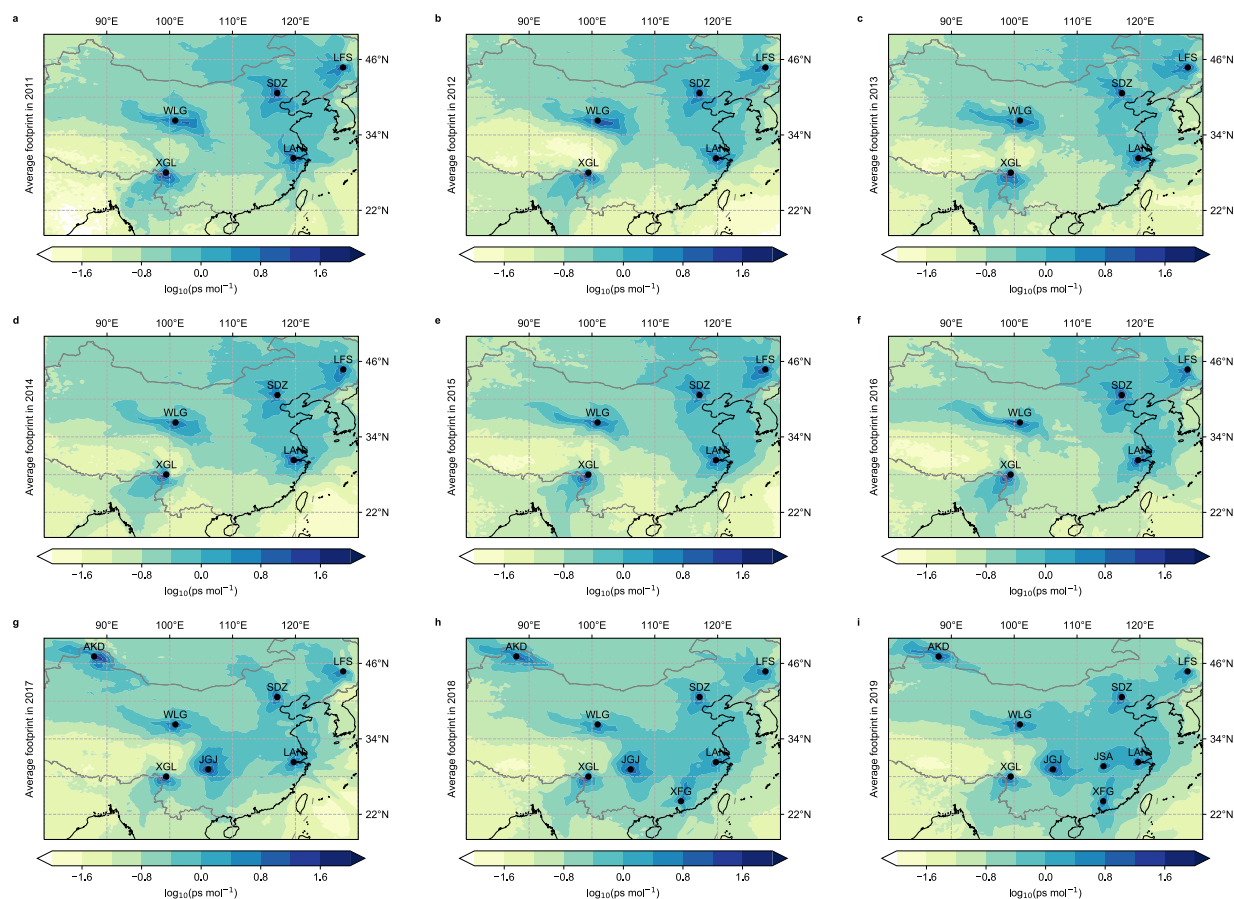 a
90°E 100°E 110°E 120°E
Average footprint in 2011
LFS
SDZ
WLG
LAN
XGL
46°N
34°N
22°N
−1.6 −0.8 0.0 0.8 1.6
log₁₀(ps mol⁻¹)
b
90°E 100°E 110°E 120°E
Average footprint in 2012
LFS
SDZ
WLG
LAN
XGL
46°N
34°N
22°N
−1.6 −0.8 0.0 0.8 1.6
log₁₀(ps mol⁻¹)
c
90°E 100°E 110°E 120°E
Average footprint in 2013
LFS
SDZ
WLG
LAN
XGL
46°N
34°N
22°N
−1.6 −0.8 0.0 0.8 1.6
log₁₀(ps mol⁻¹)
d
90°E 100°E 110°E 120°E
Average footprint in 2014
LFS
SDZ
WLG
LAN
XGL
46°N
34°N
22°N
−1.6 −0.8 0.0 0.8 1.6
log₁₀(ps mol⁻¹)
e
90°E 100°E 110°E 120°E
Average footprint in 2015
LFS
SDZ
WLG
LAN
XGL
46°N
34°N
22°N
−1.6 −0.8 0.0 0.8 1.6
log₁₀(ps mol⁻¹)
f
90°E 100°E 110°E 120°E
Average footprint in 2016
LFS
SDZ
WLG
LAN
XGL
46°N
34°N
22°N
−1.6 −0.8 0.0 0.8 1.6
log₁₀(ps mol⁻¹)
g
90°E 100°E 110°E 120°E
Average footprint in 2017
AKD
LFS
SDZ
WLG
LAN
JGJ
XGL
46°N
34°N
22°N
−1.6 −0.8 0.0 0.8 1.6
log₁₀(ps mol⁻¹)
h
90°E 100°E 110°E 120°E
Average footprint in 2018
AKD
LFS
SDZ
WLG
LAN
JGJ
XGL
XFG
46°N
34°N
22°N
−1.6 −0.8 0.0 0.8 1.6
log₁₀(ps mol⁻¹)
i
90°E 100°E 110°E 120°E
Average footprint in 2019
AKD
LFS
SDZ
WLG
LAN
JGJ
JSA
XGL
XFG
46°N
34°N
22°N
−1.6 −0.8 0.0 0.8 1.6
log₁₀(ps mol⁻¹)